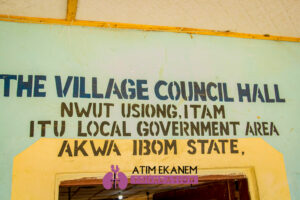 THE VILLAGE COUNCIL HALL
NWUT USIONG, ITAM
ITU LOCAL GOVERNMENT AREA
AKWA IBOM STATE,
ATIM EKANEM